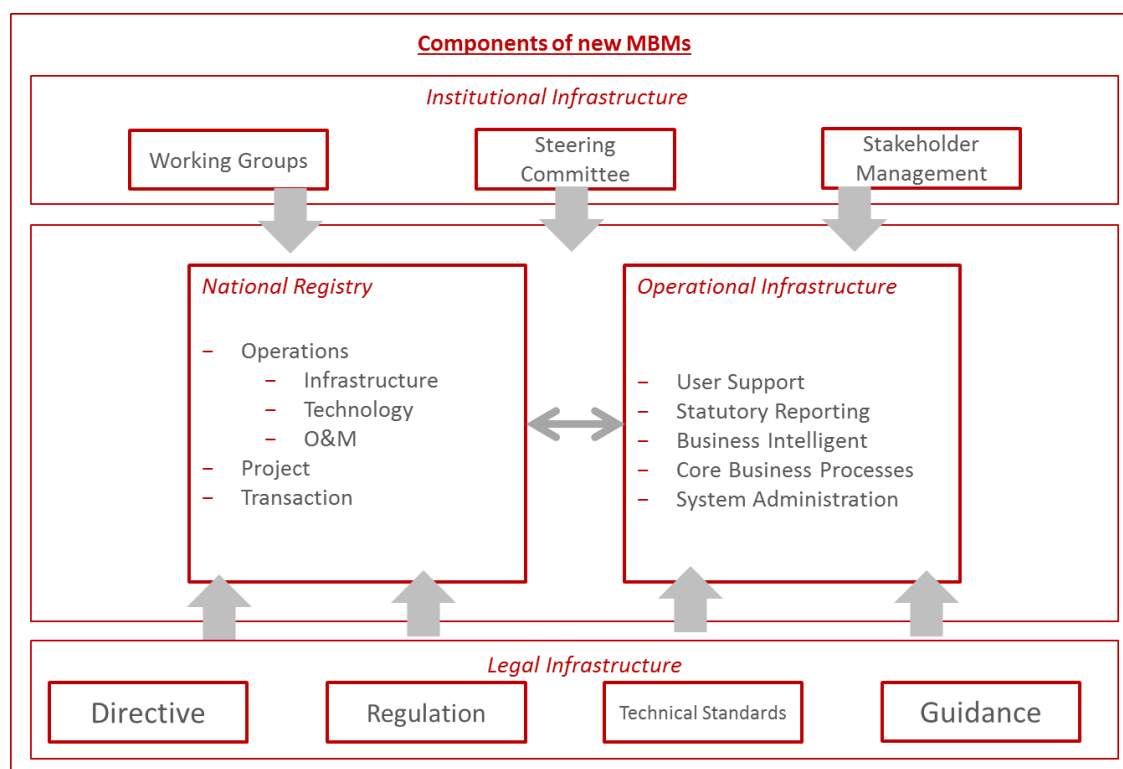 Components of new MBMs
Institutional Infrastructure
Working Groups
Steering
Committee
Stakeholder
Management
National Registry
– Operations
– Infrastructure
– Technology
– O&M
– Project
– Transaction
Operational Infrastructure
– User Support
– Statutory Reporting
– Business Intelligent
– Core Business Processes
– System Administration
Legal Infrastructure
Directive
Regulation
Technical Standards
Guidance